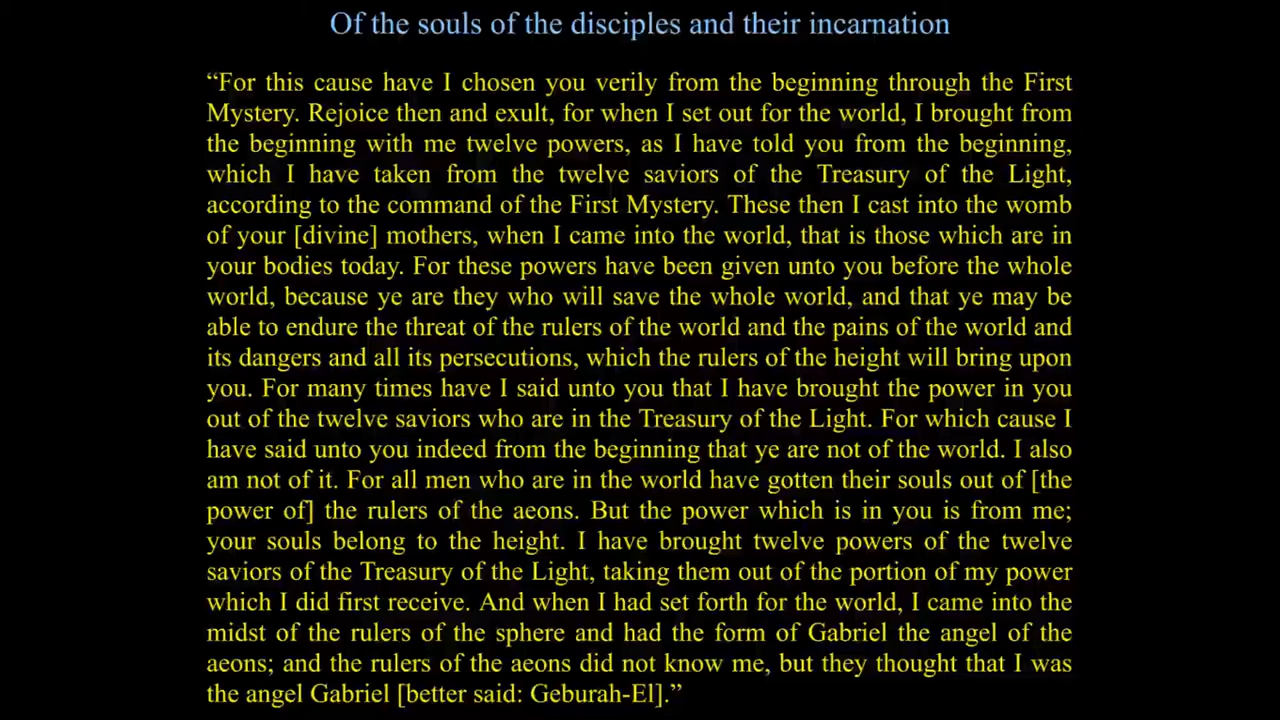 Of the souls of the disciples and their incarnation
“For this cause have I chosen you verily from the beginning through the First
Mystery. Rejoice then and exult, for when I set out for the world, I brought from
the beginning with me twelve powers, as I have told you from the beginning,
which I have taken from the twelve saviors of the Treasury of the Light,
according to the command of the First Mystery. These then I cast into the womb
of your [divine] mothers, when I came into the world, that is those which are in
your bodies today. For these powers have been given unto you before the whole
world, because ye are they who will save the whole world, and that ye may be
able to endure the threat of the rulers of the world and the pains of the world and
its dangers and all its persecutions, which the rulers of the height will bring upon
you. For many times have I said unto you that I have brought the power in you
out of the twelve saviors who are in the Treasury of the Light. For which cause I
have said unto you indeed from the beginning that ye are not of the world. I also
am not of it. For all men who are in the world have gotten their souls out of [the
power of] the rulers of the aeons. But the power which is in you is from me;
your souls belong to the height. I have brought twelve powers of the twelve
saviors of the Treasury of the Light, taking them out of the portion of my power
which I did first receive. And when I had set forth for the world, I came into the
midst of the rulers of the sphere and had the form of Gabriel the angel of the
aeons; and the rulers of the aeons did not know me, but they thought that I was
the angel Gabriel [better said: Geburah-El].”